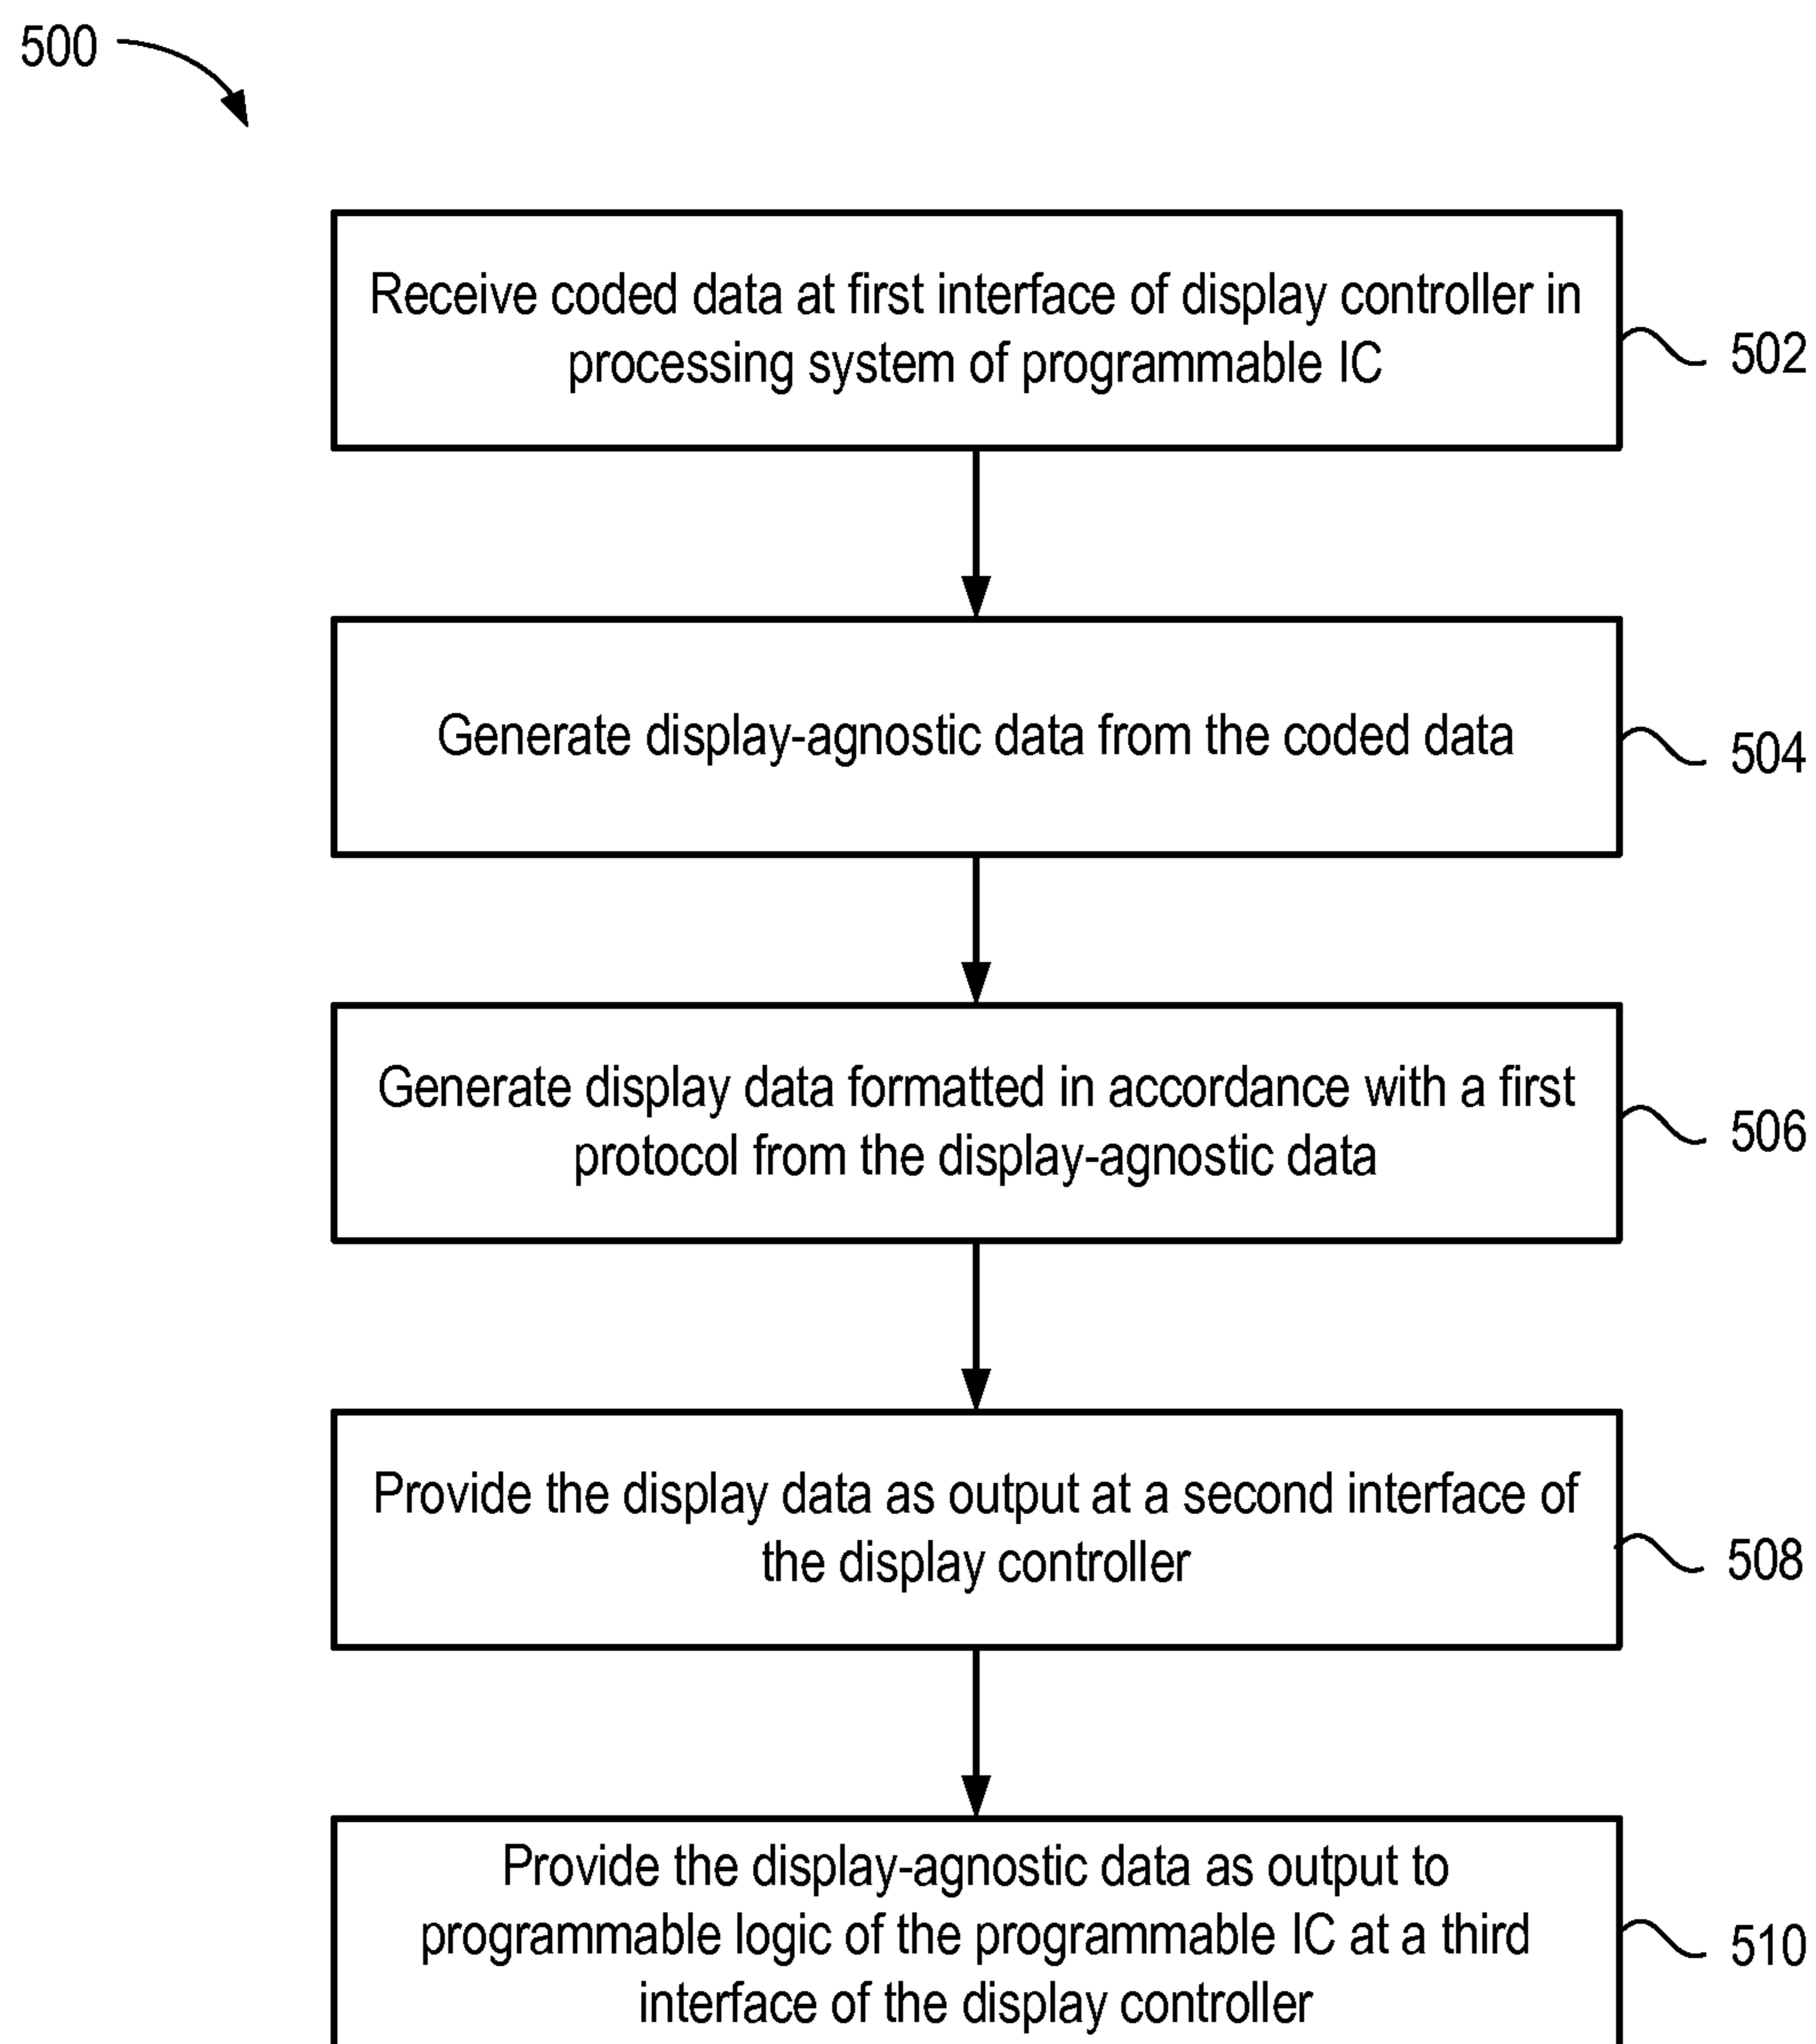 500
Receive coded data at first interface of display controller in
processing system of programmable IC
502
Generate display-agnostic data from the coded data
504
Generate display data formatted in accordance with a first
protocol from the display-agnostic data
506
Provide the display data as output at a second interface of
the display controller
508
Provide the display-agnostic data as output to
programmable logic of the programmable IC at a third
interface of the display controller
510